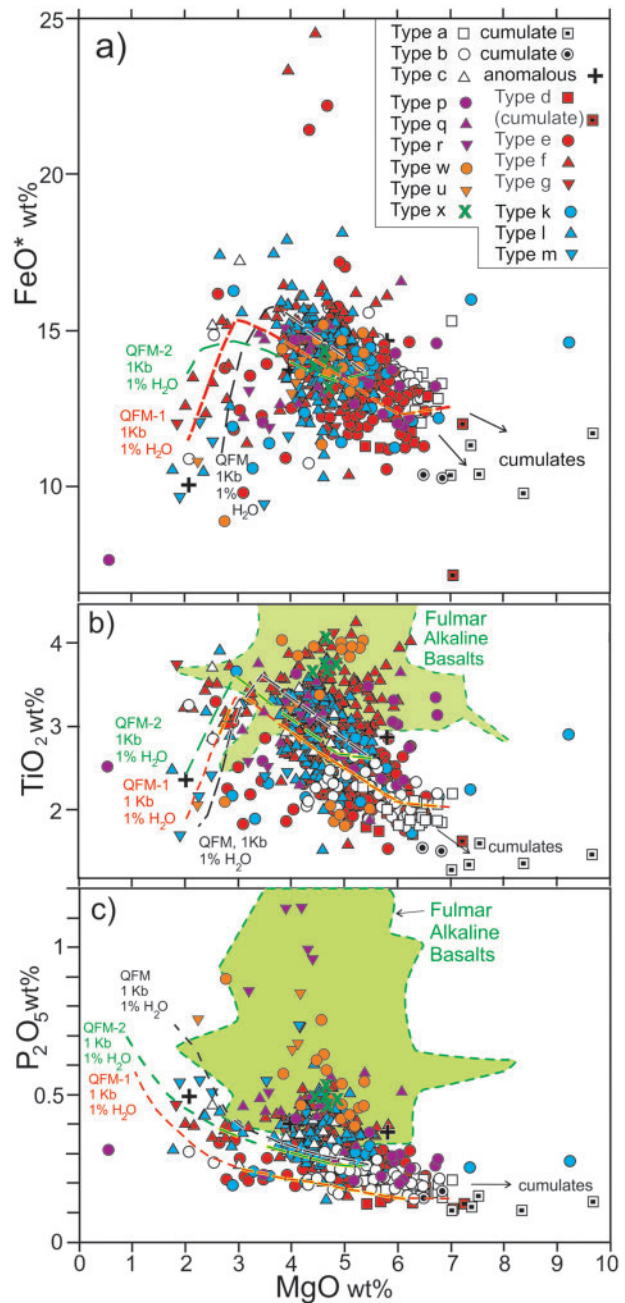 a)
25
20
15
10
FeO* wt%
Type a cumulate
Type b cumulate
Type c anomalous
Type p
Type q
Type r
Type w
Type u
Type x
Type d
(cumulate)
Type e
Type f
Type g
Type k
Type l
Type m
QFM-2
1Kb
1% H2O
QFM-1
1Kb
1% H2O
QFM
1Kb
1%
H2O
cumulates
b)
4
3
2
TiO2 wt%
Fulmar
Alkaline
Basalts
QFM-2
1Kb
1% H2O
QFM-1
1 Kb
1% H2O
QFM, 1Kb
1% H2O
cumulates
c)
1
0.5
0
P2O5 wt%
Fulmar
Alkaline
Basalts
QFM
1 Kb
1% H2O
QFM-2
1 Kb
1% H2O
QFM-1
1 Kb
1% H2O
cumulates
0 1 2 3 4 5 6 7 8 9 10
MgO wt%